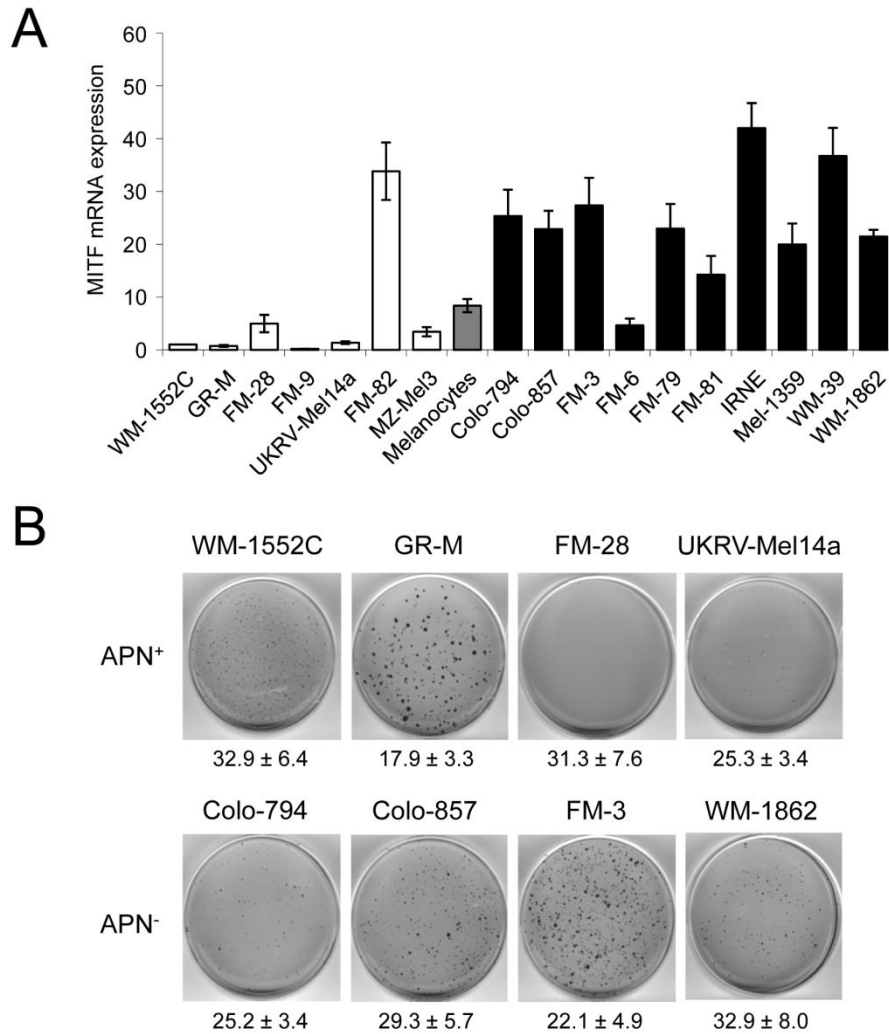 A
MITF mRNA expression
60
50
40
30
20
10
0
WM-1552C
GR-M
FM-28
FM-9
UKRV-Mel14a
FM-82
MZ-Mel3
Melanocytes
Colo-794
Colo-857
FM-3
FM-6
FM-79
FM-81
IRNE
Mel-1359
WM-39
WM-1862
B
WM-1552C GR-M FM-28 UKRV-Mel14a
APN⁺
32.9 ± 6.4 17.9 ± 3.3 31.3 ± 7.6 25.3 ± 3.4
Colo-794 Colo-857 FM-3 WM-1862
APN⁻
25.2 ± 3.4 29.3 ± 5.7 22.1 ± 4.9 32.9 ± 8.0